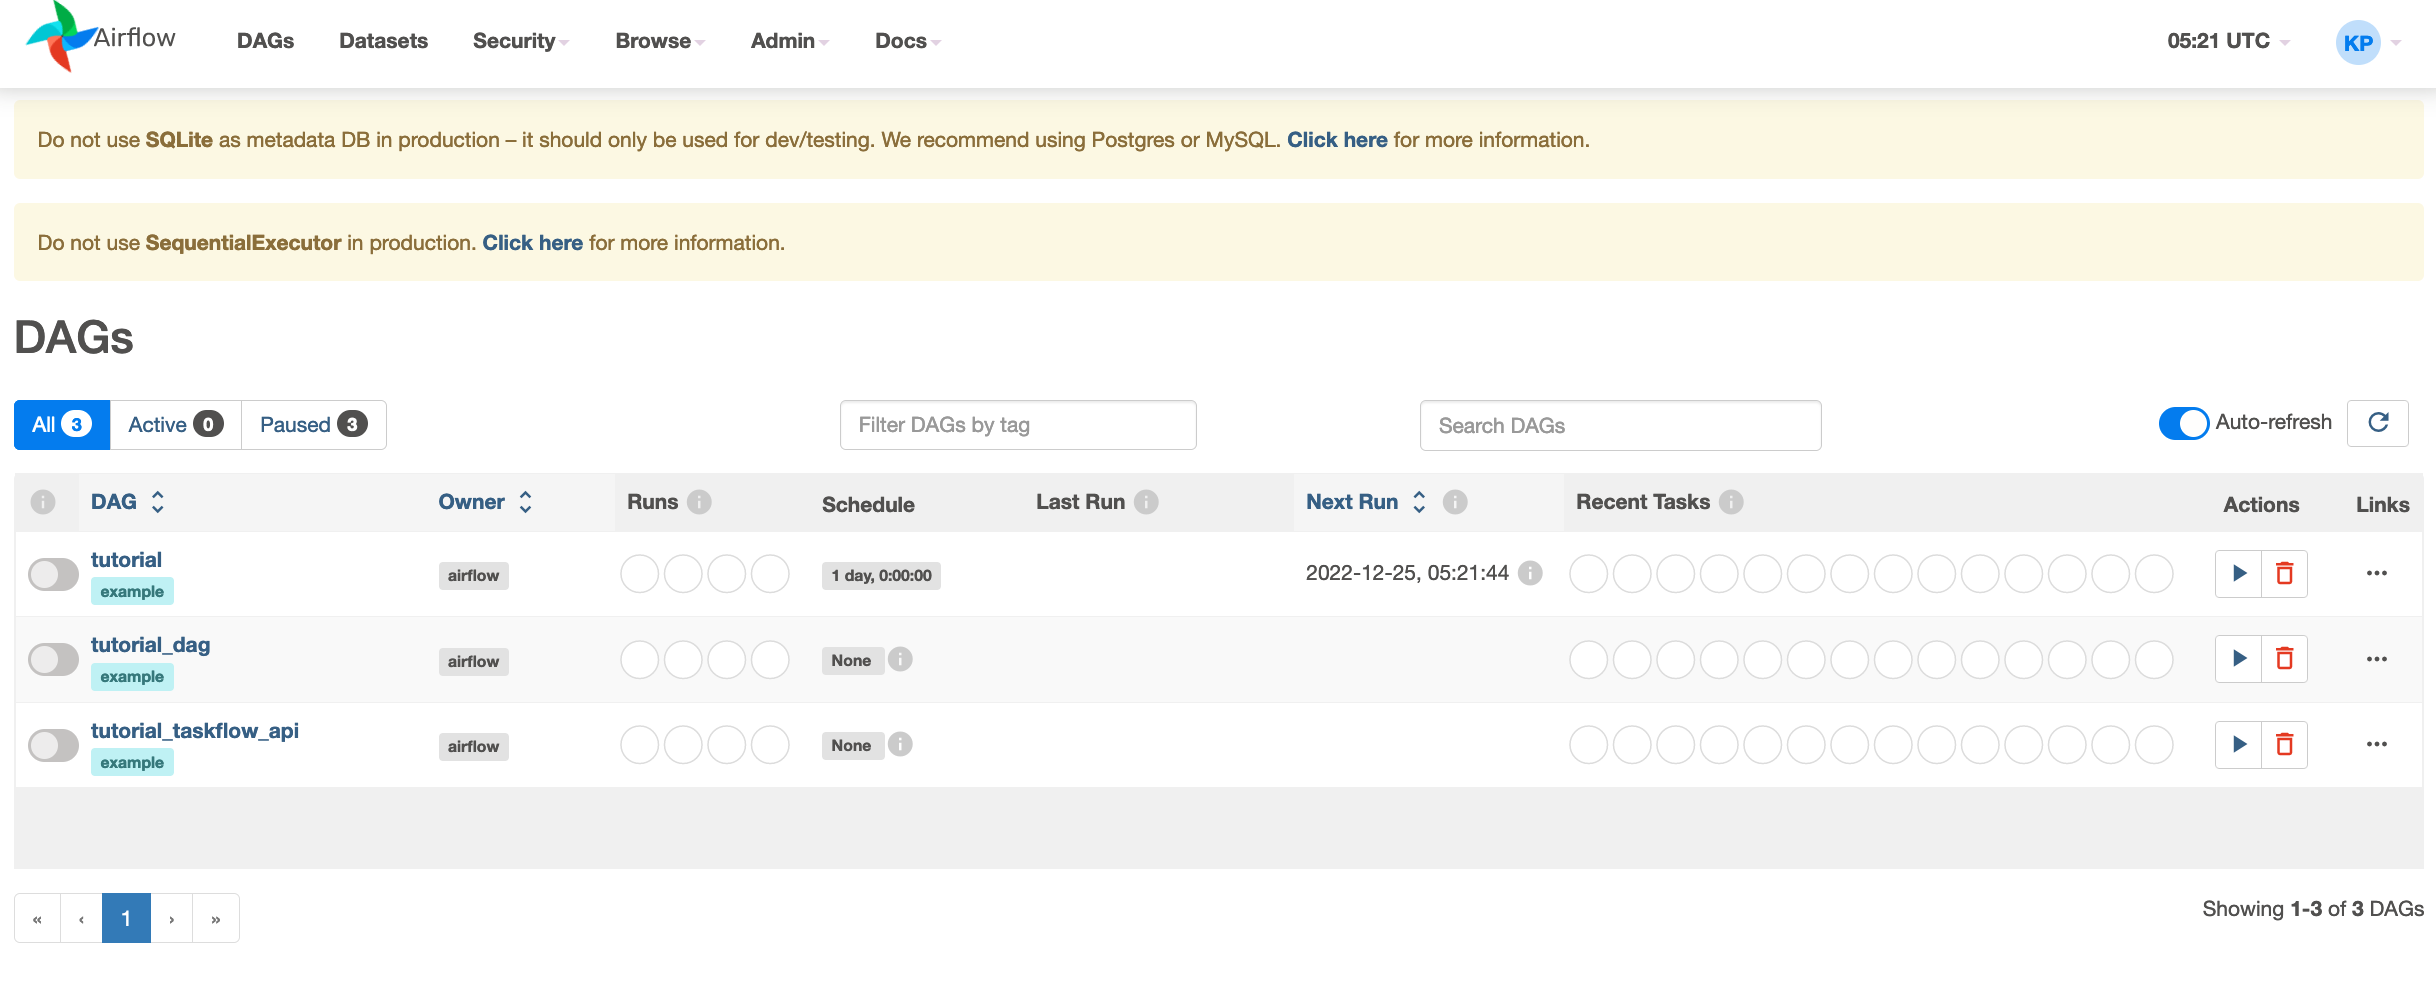 Airflow DAGs Datasets Security Browse Admin Docs 05:21 UTC KP
Do not use SQLite as metadata DB in production – it should only be used for dev/testing. We recommend using Postgres or MySQL. Click here for more information.
Do not use SequentialExecutor in production. Click here for more information.
DAGs
All 3 Active 0 Paused 3 Filter DAGs by tag Search DAGs Auto-refresh
i DAG Owner Runs i Schedule Last Run i Next Run i Recent Tasks i Actions Links
tutorial
example airflow 1 day, 0:00:00 2022-12-25, 05:21:44 i ...
tutorial_dag
example airflow None i ...
tutorial_taskflow_api
example airflow None i ...
« ‹ 1 › » Showing 1-3 of 3 DAGs